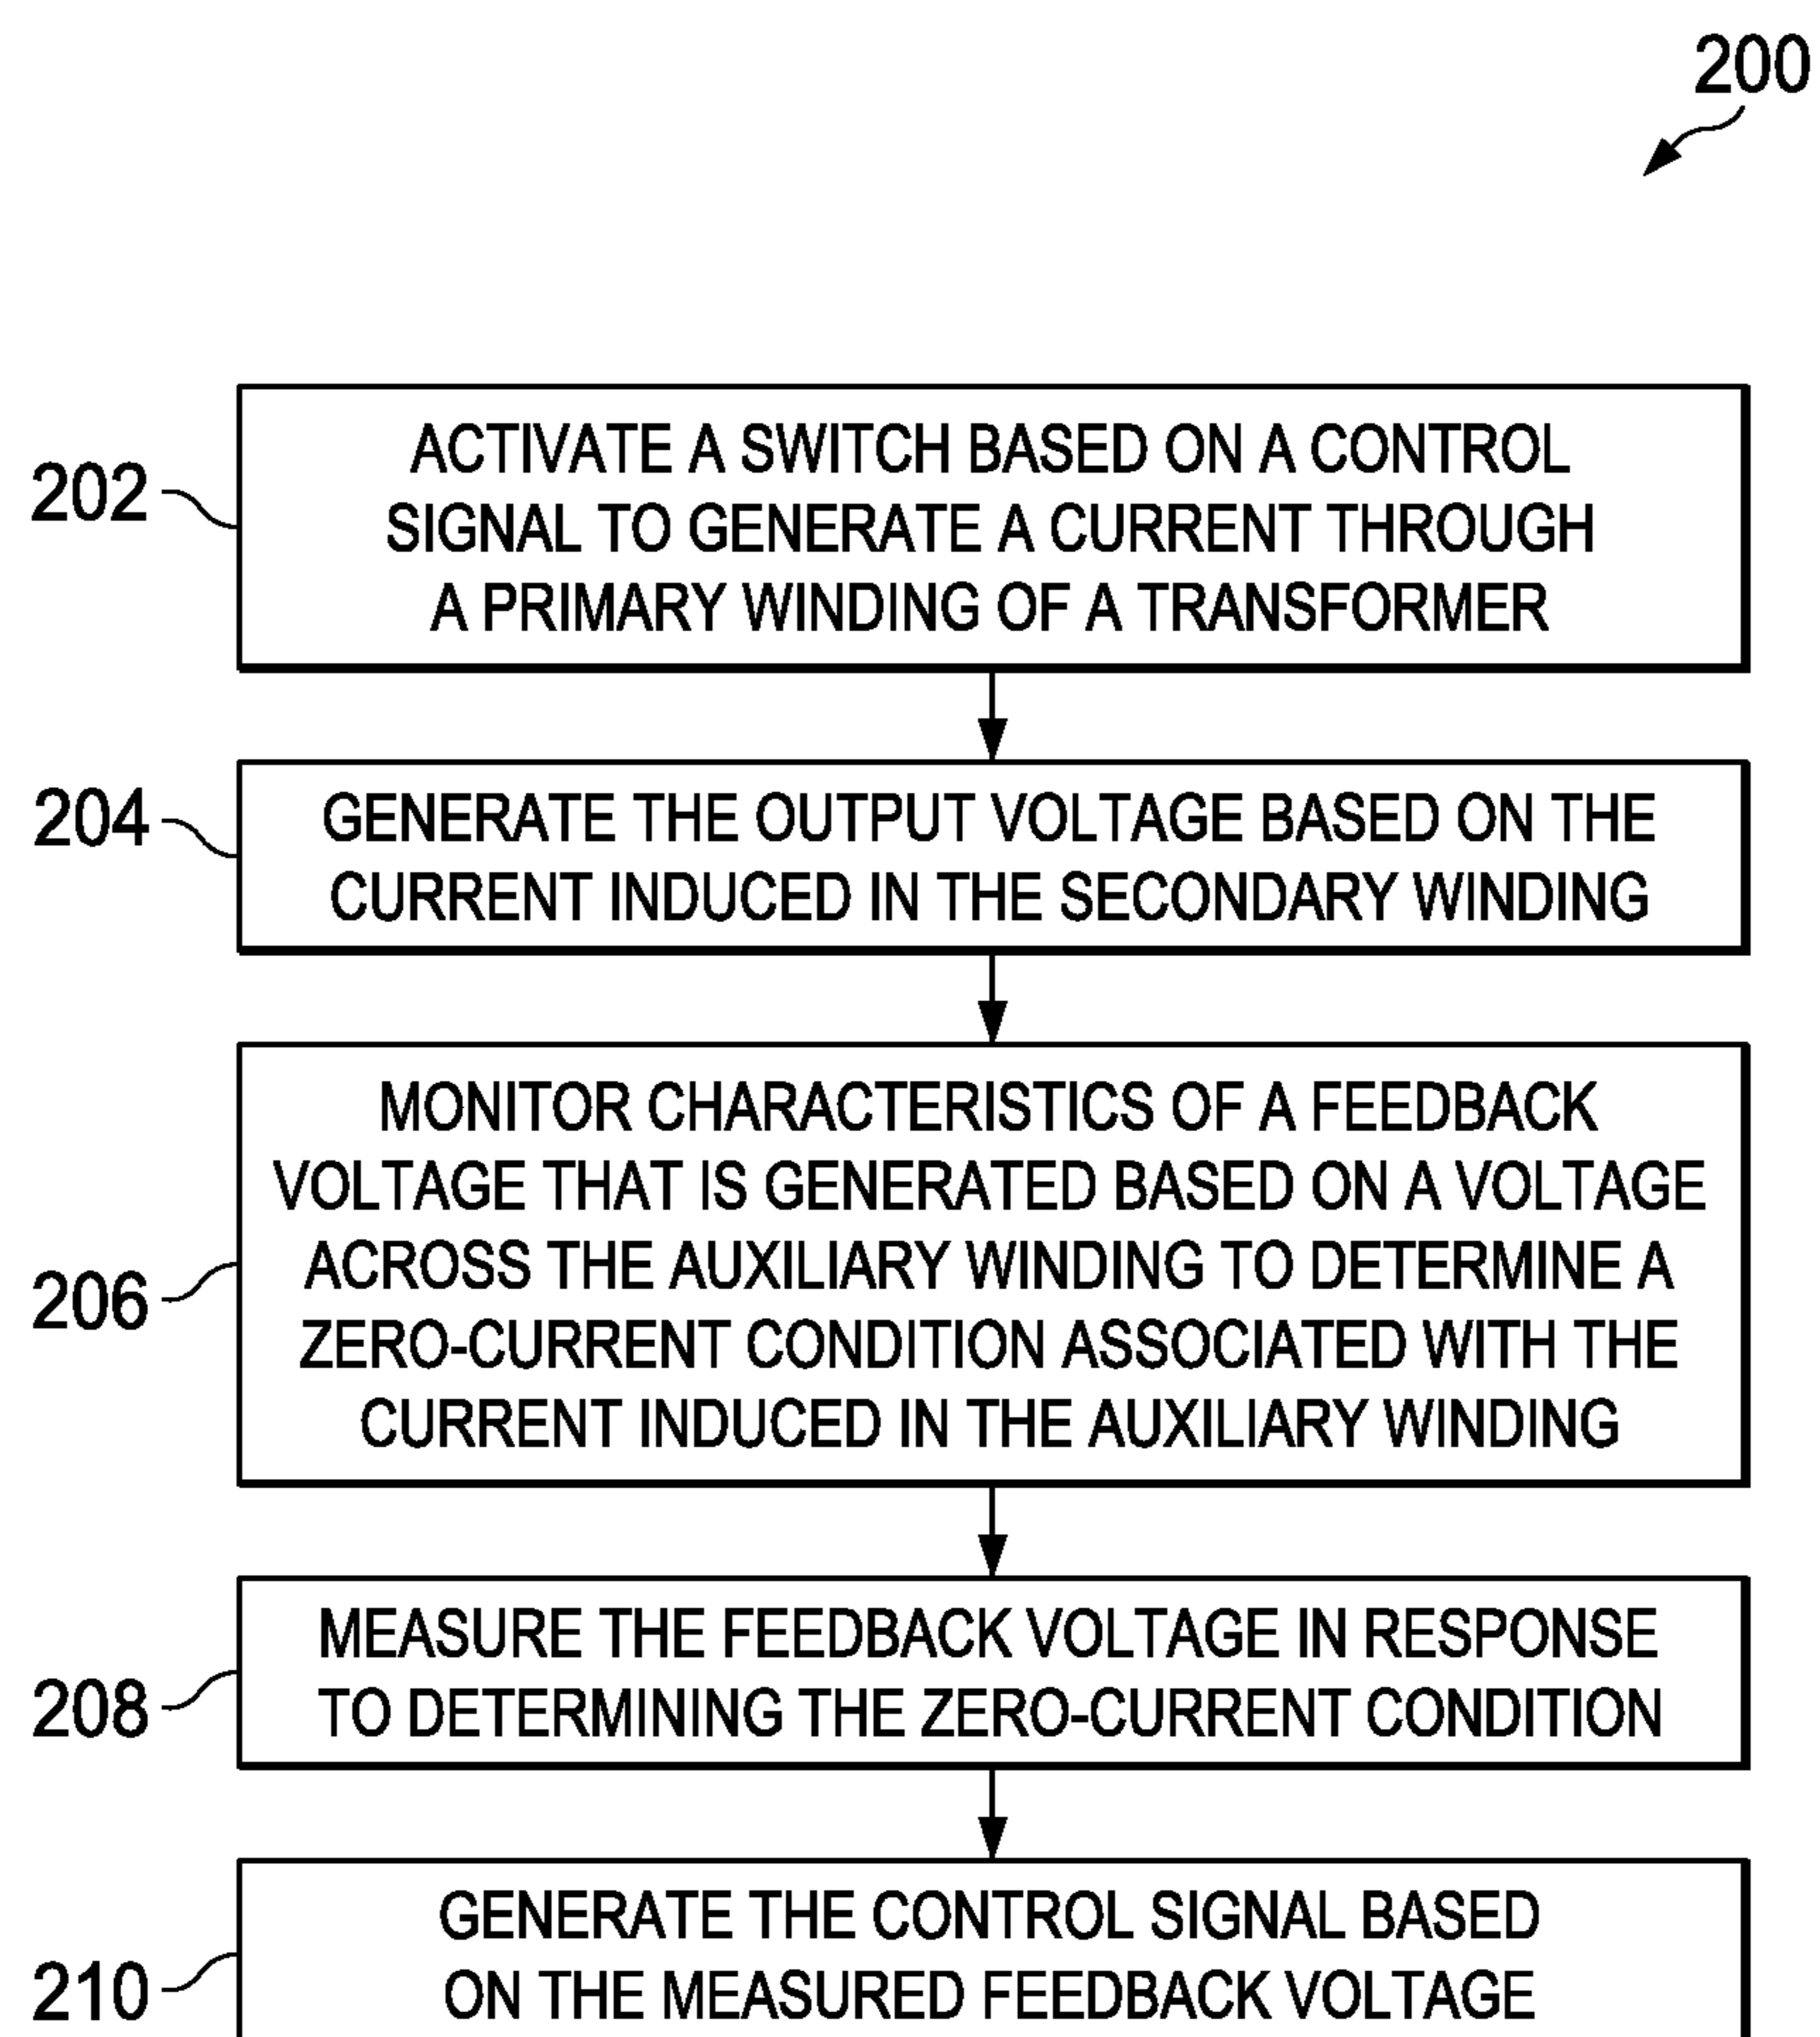 200
202
ACTIVATE A SWITCH BASED ON A CONTROL
SIGNAL TO GENERATE A CURRENT THROUGH
A PRIMARY WINDING OF A TRANSFORMER
204
GENERATE THE OUTPUT VOLTAGE BASED ON THE
CURRENT INDUCED IN THE SECONDARY WINDING
206
MONITOR CHARACTERISTICS OF A FEEDBACK
VOLTAGE THAT IS GENERATED BASED ON A VOLTAGE
ACROSS THE AUXILIARY WINDING TO DETERMINE A
ZERO-CURRENT CONDITION ASSOCIATED WITH THE
CURRENT INDUCED IN THE AUXILIARY WINDING
208
MEASURE THE FEEDBACK VOLTAGE IN RESPONSE
TO DETERMINING THE ZERO-CURRENT CONDITION
210
GENERATE THE CONTROL SIGNAL BASED
ON THE MEASURED FEEDBACK VOLTAGE